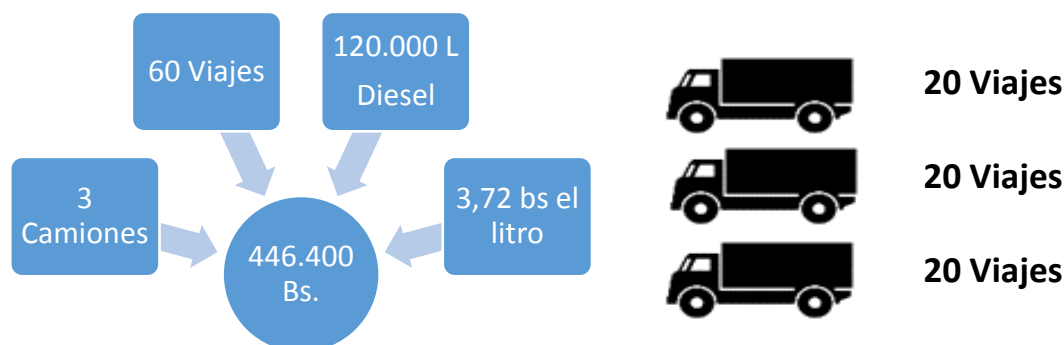 60 Viajes
120.000 L
Diesel
3
Camiones
3,72 bs el
litro
446.400
Bs.
20 Viajes
20 Viajes
20 Viajes